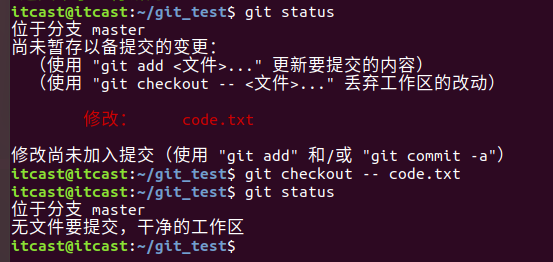 itcast@itcast:~/git_test$ git status
位于分支 master
尚未暂存以备提交的变更：
（使用 "git add <文件>..." 更新要提交的内容）
（使用 "git checkout -- <文件>..." 丢弃工作区的改动）
修改：     code.txt
修改尚未加入提交（使用 "git add" 和/或 "git commit -a"）
itcast@itcast:~/git_test$ git checkout -- code.txt
itcast@itcast:~/git_test$ git status
位于分支 master
无文件要提交，干净的工作区
itcast@itcast:~/git_test$